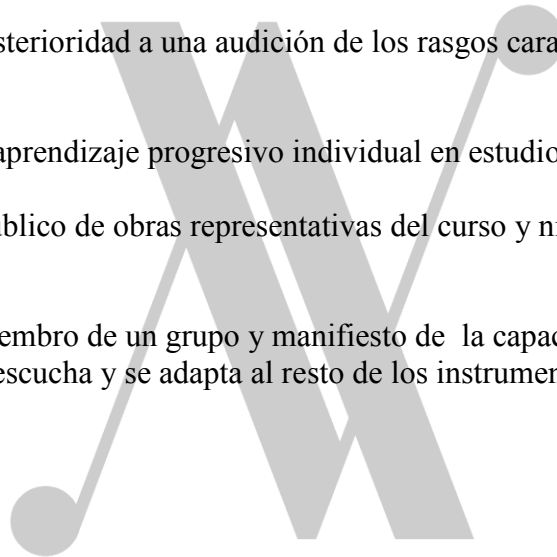 sterioridad a una audición de los rasgos cara
aprendizaje progresivo individual en estudio
blico de obras representativas del curso y
embro de un grupo y manifiesto de la capac
escucha y se adapta al resto de los instrumen